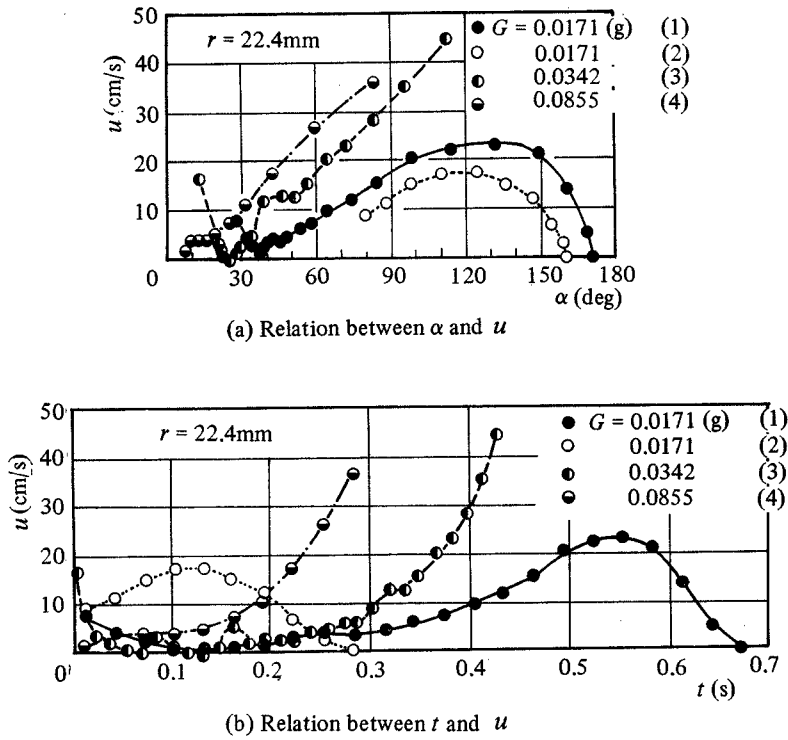 50
40
30
20
10
u (cm/s)
r = 22.4mm
G = 0.0171 (g) (1)
0.0171 (2)
0.0342 (3)
0.0855 (4)
0 30 60 90 120 150 180
α (deg)
(a) Relation between α and u
50
40
30
20
10
u (cm/s)
r = 22.4mm
G = 0.0171 (g) (1)
0.0171 (2)
0.0342 (3)
0.0855 (4)
0 0.1 0.2 0.3 0.4 0.5 0.6 0.7
t (s)
(b) Relation between t and u